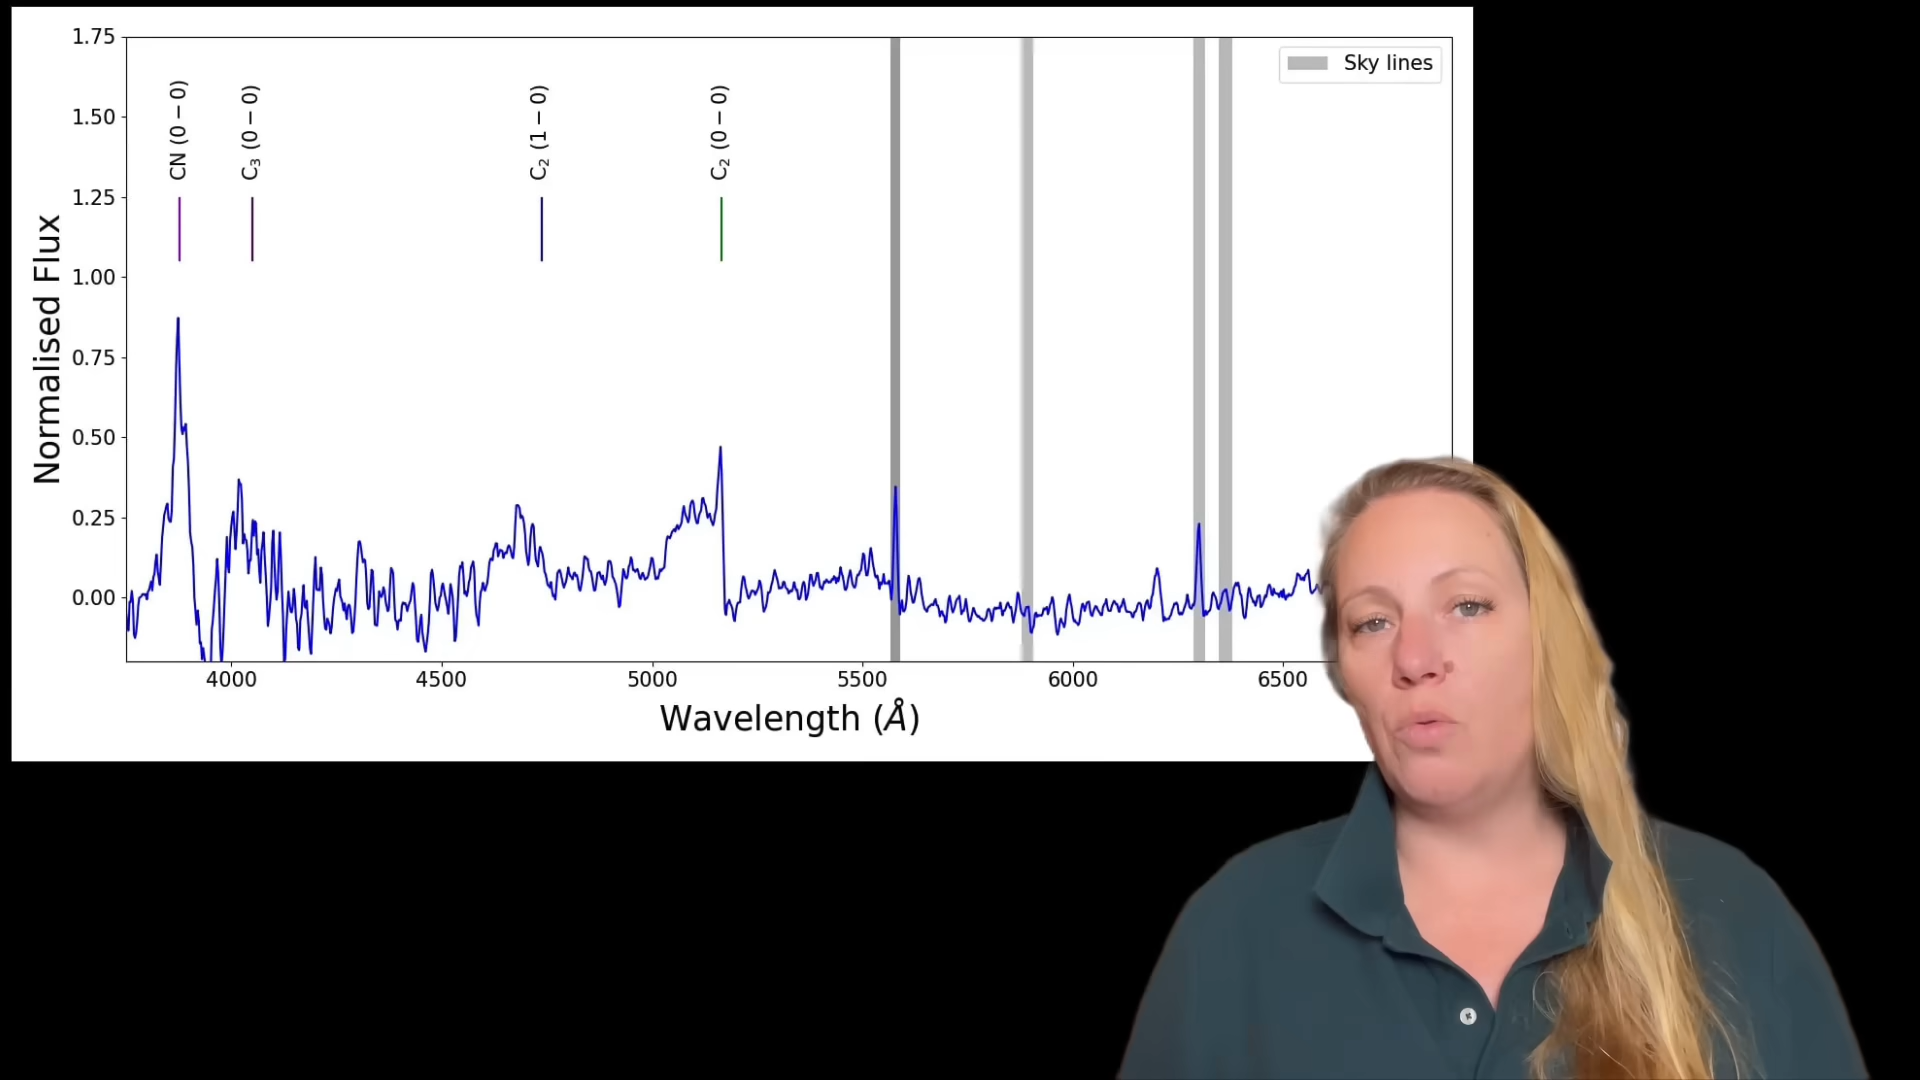 1.75
1.50
1.25
1.00
0.75
0.50
0.25
0.00
Normalised Flux
CN (0 − 0)
C₃ (0 − 0)
C₂ (1 − 0)
C₂ (0 − 0)
Sky lines
4000 4500 5000 5500 6000 6500
Wavelength (Å)